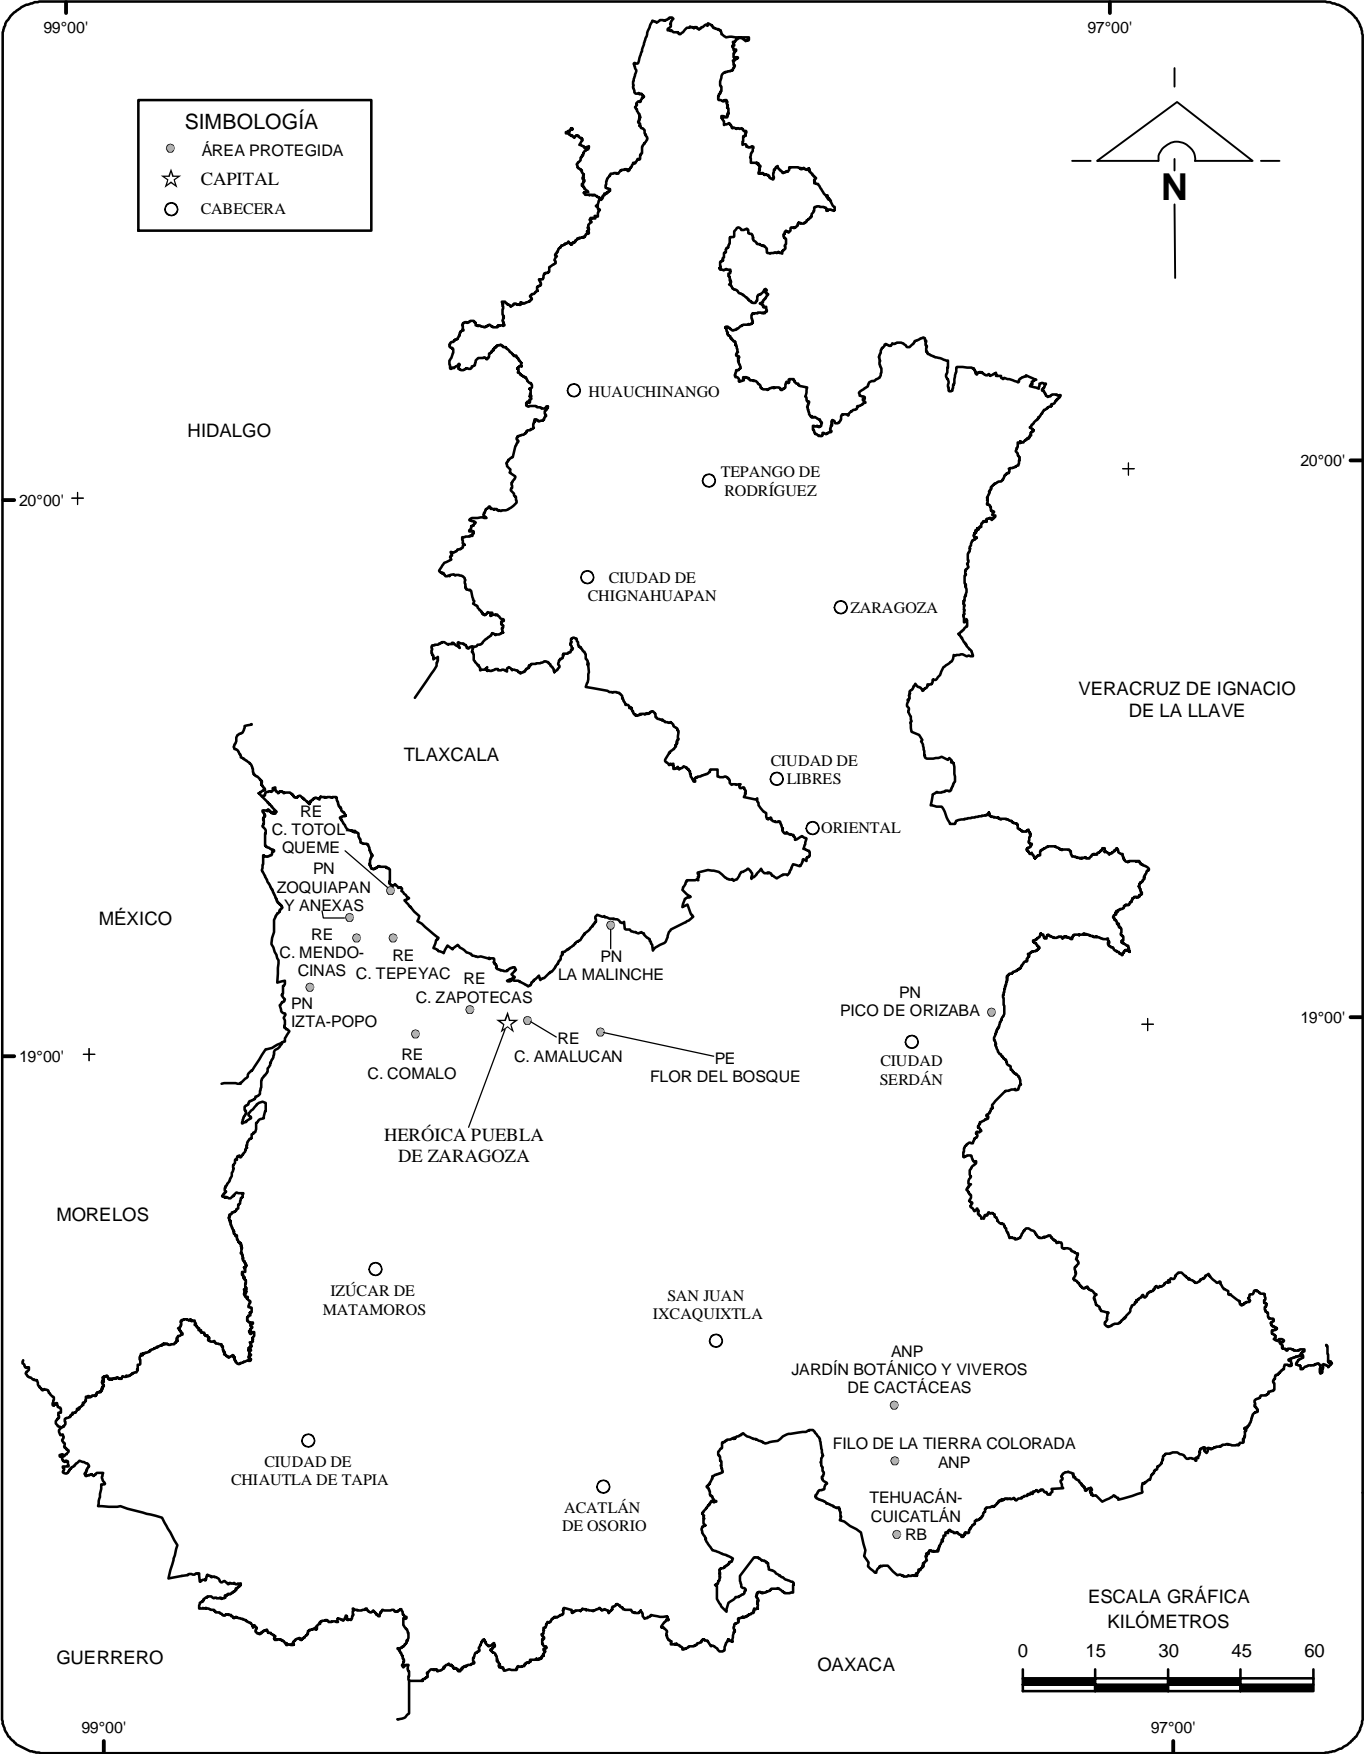 99°00'
97°00'
SIMBOLOGÍA
ÁREA PROTEGIDA
CAPITAL
CABECERA
N
HUAUCHINANGO
HIDALGO
TEPANGO DE
RODRÍGUEZ
20°00'
20°00'
CIUDAD DE
CHIGNAHUAPAN
ZARAGOZA
VERACRUZ DE IGNACIO
DE LA LLAVE
TLAXCALA
CIUDAD DE
LIBRES
ORIENTAL
RE
C. TOTOL
QUEME
PN
ZOQUIAPAN
Y ANEXAS
MÉXICO
RE
C. MENDO-
CINAS
RE
C. TEPEYAC
PN
IZTA-POPO
RE
C. ZAPOTECAS
PN
LA MALINCHE
PN
PICO DE ORIZABA
19°00'
19°00'
RE
C. COMALO
RE
C. AMALUCAN
PE
FLOR DEL BOSQUE
CIUDAD
SERDÁN
HERÓICA PUEBLA
DE ZARAGOZA
MORELOS
IZÚCAR DE
MATAMOROS
SAN JUAN
IXCAQUIXTLA
ANP
JARDÍN BOTÁNICO Y VIVEROS
DE CACTÁCEAS
CIUDAD DE
CHIAUTLA DE TAPIA
FILO DE LA TIERRA COLORADA
ANP
ACATLÁN
DE OSORIO
TEHUACÁN-
CUICATLÁN
RB
GUERRERO
OAXACA
ESCALA GRÁFICA
KILÓMETROS
0 15 30 45 60
99°00'
97°00'